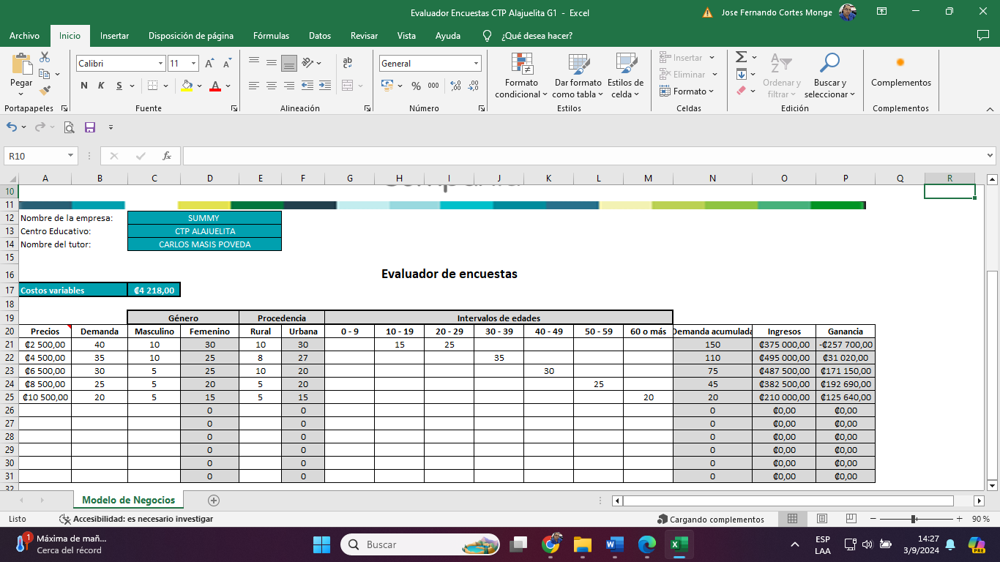 Evaluador Encuestas CTP Alajuelita G1 - Excel
Jose Fernando Cortes Monge
Archivo Inicio Insertar Disposición de página Fórmulas Datos Revisar Vista Ayuda ¿Qué desea hacer?
Pegar
Calibri 11
N K S
ab
General
% 000
Formato condicional
Dar formato como tabla
Estilos de celda
Insertar
Eliminar
Formato
Ordenar y filtrar
Buscar y seleccionar
Complementos
Portapapeles Fuente Alineación Número Estilos Celdas Edición Complementos
R10 fx
A B C D E F G H I J K L M N O P Q R
10
11
12 Nombre de la empresa: SUMMY
13 Centro Educativo: CTP ALAJUELITA
14 Nombre del tutor: CARLOS MASIS POVEDA
15
16 Evaluador de encuestas
17 Costos variables ₡4 218,00
18
19 Género Procedencia Intervalos de edades
20 Precios Demanda Masculino Femenino Rural Urbana 0 - 9 10 - 19 20 - 29 30 - 39 40 - 49 50 - 59 60 o más Demanda acumulada Ingresos Ganancia
21 ₡2 500,00 40 10 30 10 30 15 25 150 ₡375 000,00 -₡257 700,00
22 ₡4 500,00 35 10 25 8 27 35 110 ₡495 000,00 ₡31 020,00
23 ₡6 500,00 30 5 25 10 20 30 75 ₡487 500,00 ₡171 150,00
24 ₡8 500,00 25 5 20 5 20 25 45 ₡382 500,00 ₡192 690,00
25 ₡10 500,00 20 5 15 5 15 20 20 ₡210 000,00 ₡125 640,00
26 0 0 0 ₡0,00 ₡0,00
27 0 0 0 ₡0,00 ₡0,00
28 0 0 0 ₡0,00 ₡0,00
29 0 0 0 ₡0,00 ₡0,00
30 0 0 0 ₡0,00 ₡0,00
31 0 0 0 ₡0,00 ₡0,00
32
Modelo de Negocios
Listo Accesibilidad: es necesario investigar Cargando complementos 90 %
1 Máxima de mañ...
Cerca del récord
Buscar
ESP
LAA
14:27
3/9/2024
PRE